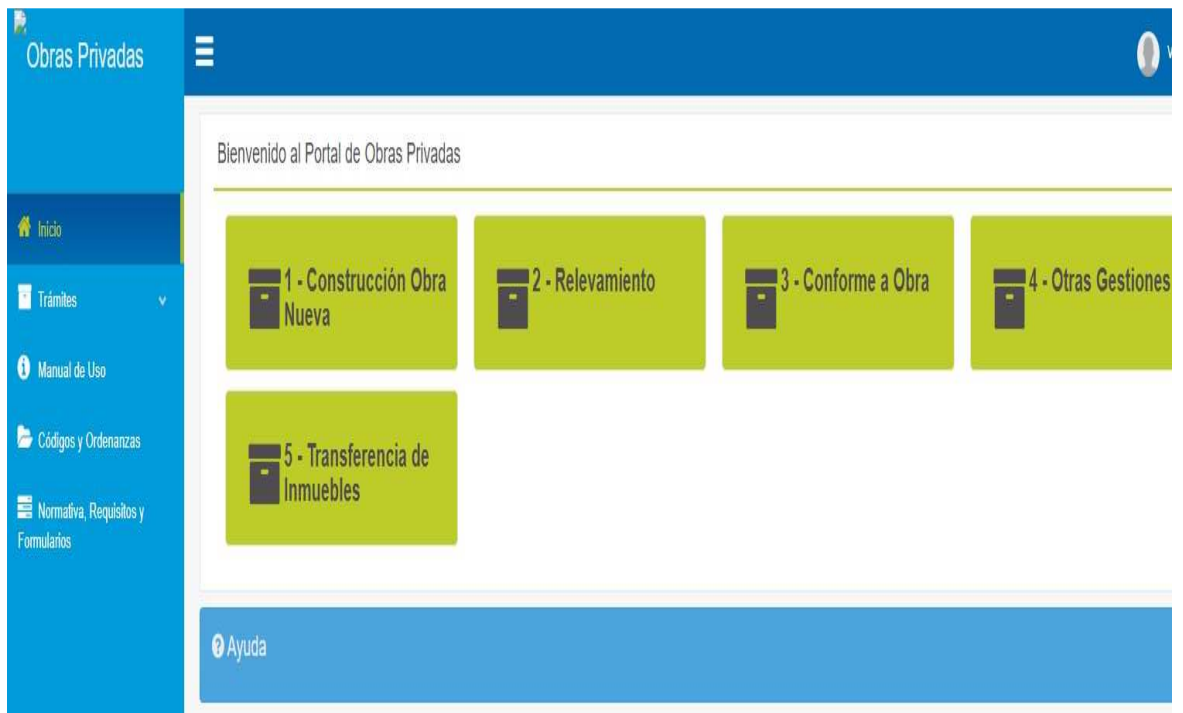 Obras Privadas
Bienvenido al Portal de Obras Privadas
Inicio
Trámites
Manual de Uso
Códigos y Ordenanzas
Normativa, Requisitos y
Formularios
1 - Construcción Obra
Nueva
2 - Relevamiento
3 - Conforme a Obra
4 - Otras Gestiones
5 - Transferencia de
Inmuebles
Ayuda